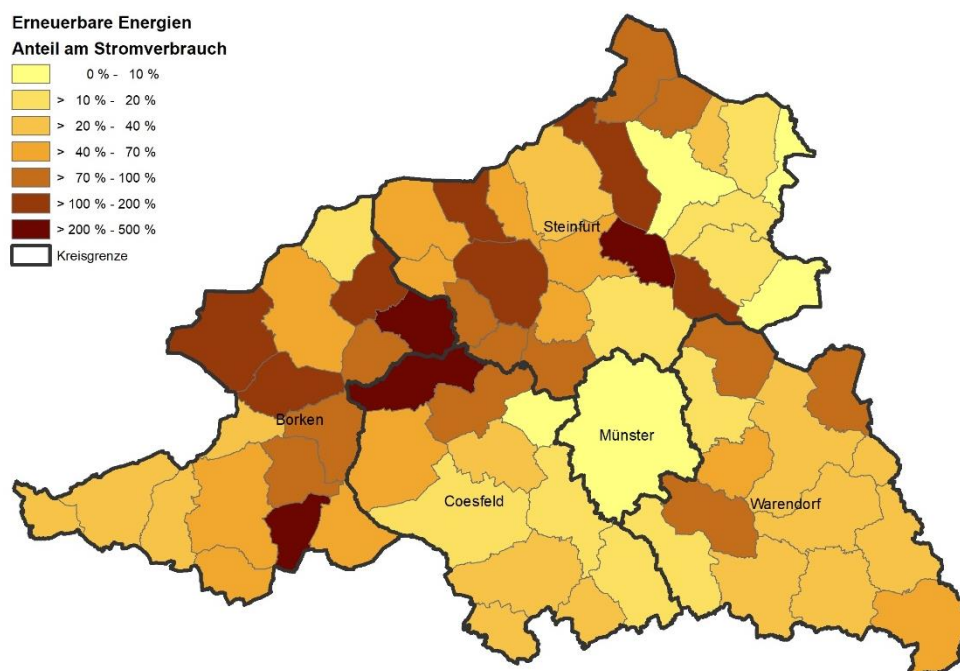 Erneuerbare Energien
Anteil am Stromverbrauch
0 % - 10 %
> 10 % - 20 %
> 20 % - 40 %
> 40 % - 70 %
> 70 % - 100 %
> 100 % - 200 %
> 200 % - 500 %
Kreisgrenze
Steinfurt
Borken
Münster
Coesfeld
Warendorf